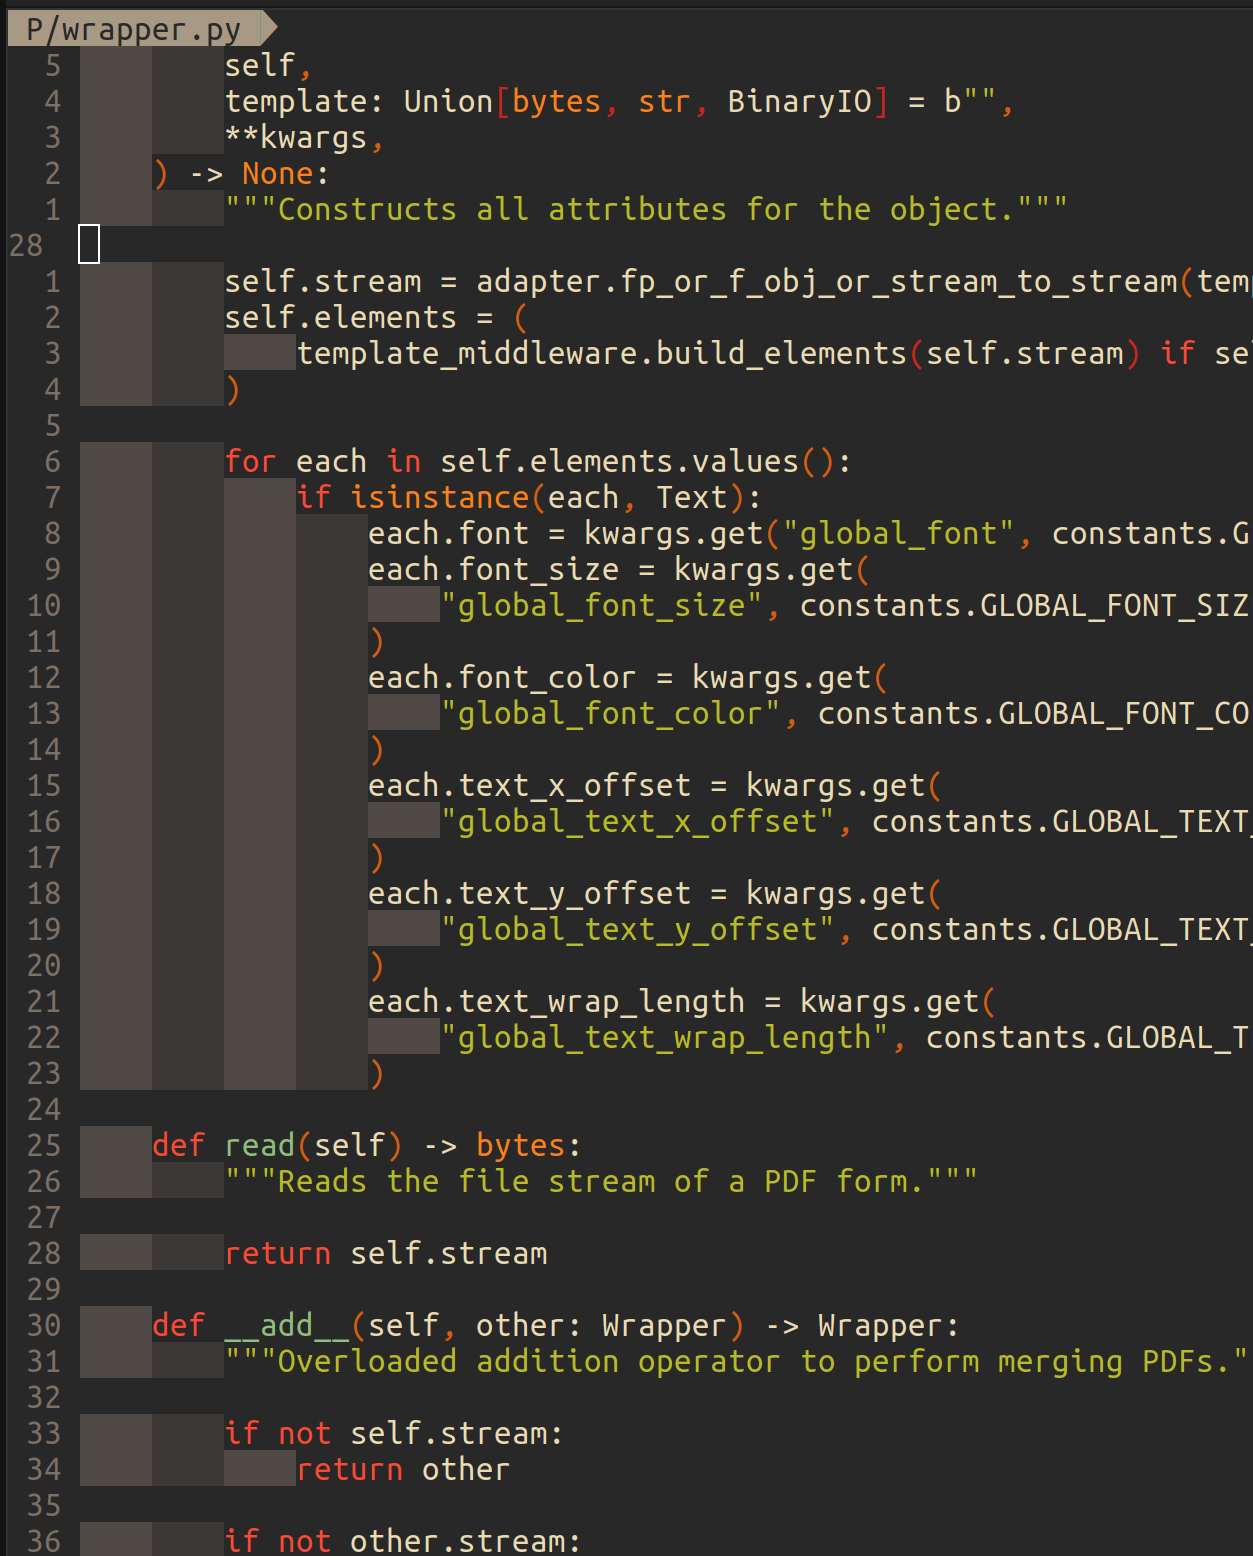 P/wrapper.py
5 self,
4 template: Union[bytes, str, BinaryIO] = b"",
3 **kwargs,
2 ) -> None:
1 """Constructs all attributes for the object."""
28
1 self.stream = adapter.fp_or_f_obj_or_stream_to_stream(temp
2 self.elements = (
3 template_middleware.build_elements(self.stream) if sel
4 )
5
6 for each in self.elements.values():
7 if isinstance(each, Text):
8 each.font = kwargs.get("global_font", constants.G
9 each.font_size = kwargs.get(
10 "global_font_size", constants.GLOBAL_FONT_SIZ
11 )
12 each.font_color = kwargs.get(
13 "global_font_color", constants.GLOBAL_FONT_CO
14 )
15 each.text_x_offset = kwargs.get(
16 "global_text_x_offset", constants.GLOBAL_TEXT_
17 )
18 each.text_y_offset = kwargs.get(
19 "global_text_y_offset", constants.GLOBAL_TEXT_
20 )
21 each.text_wrap_length = kwargs.get(
22 "global_text_wrap_length", constants.GLOBAL_T
23 )
24
25 def read(self) -> bytes:
26 """Reads the file stream of a PDF form."""
27
28 return self.stream
29
30 def __add__(self, other: Wrapper) -> Wrapper:
31 """Overloaded addition operator to perform merging PDFs."
32
33 if not self.stream:
34 return other
35
36 if not other.stream: